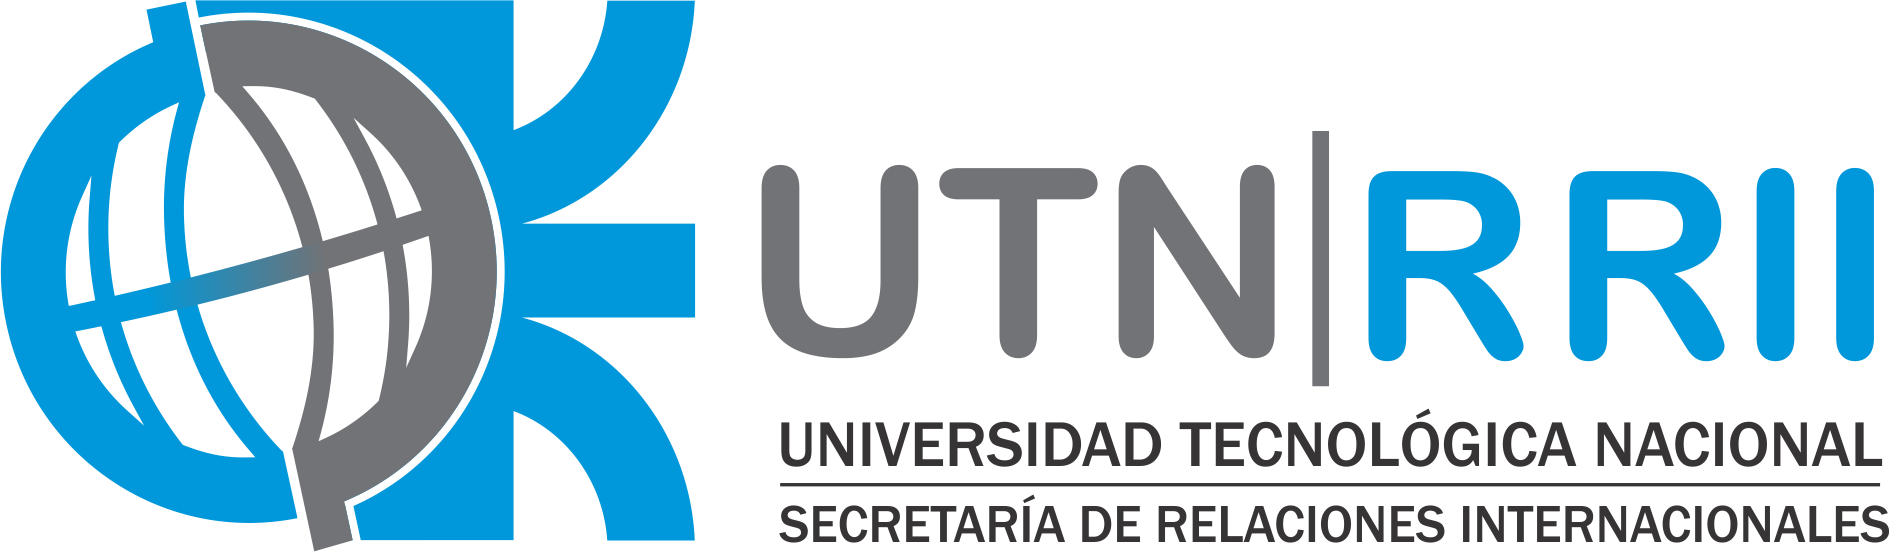 UTN|RRII
UNIVERSIDAD TECNOLÓGICA NACIONAL
SECRETARÍA DE RELACIONES INTERNACIONALES